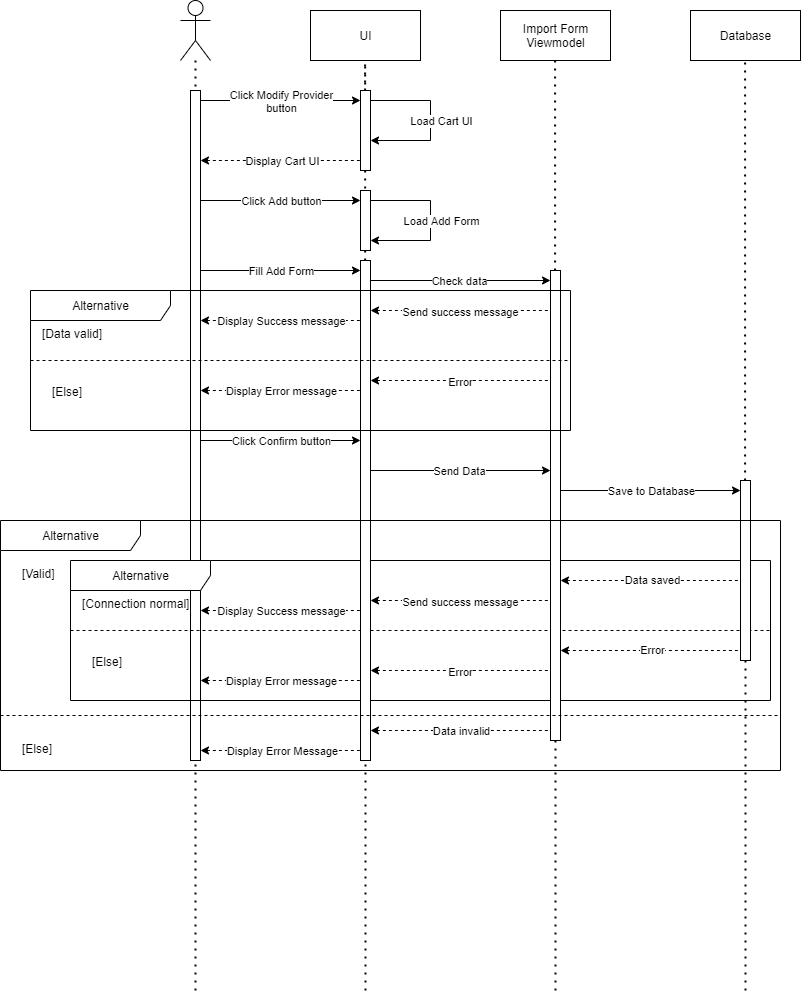 UI
Import Form
Viewmodel
Database
Click Modify Provider
button
Load Cart UI
Display Cart UI
Click Add button
Load Add Form
Fill Add Form
Check data
Alternative
Send success message
Display Success message
[Data valid]
Error
Display Error message
[Else]
Click Confirm button
Send Data
Save to Database
Alternative
[Valid]
Alternative
Data saved
[Connection normal]
Send success message
Display Success message
Error
[Else]
Error
Display Error message
Data invalid
[Else]
Display Error Message